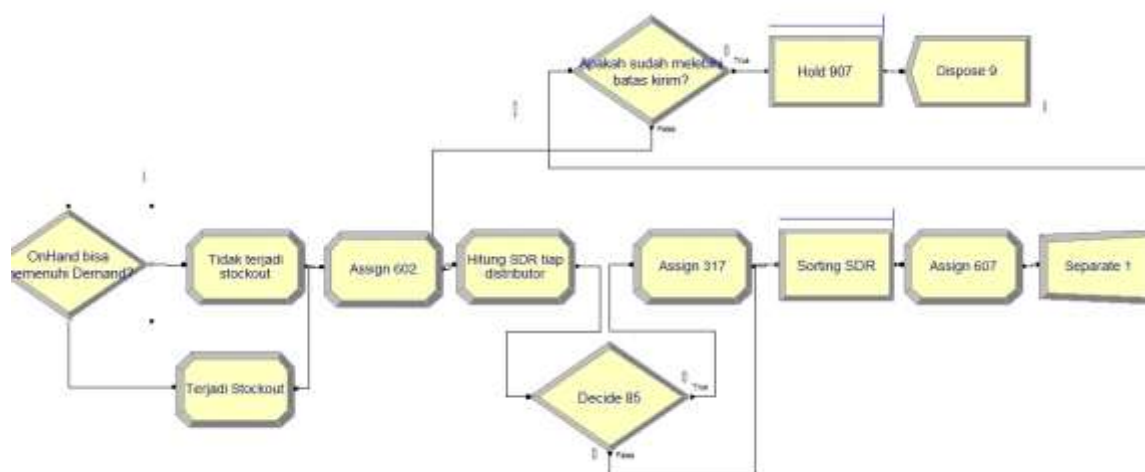 Apakah sudah melebihi
batas kirim?
True
False
Hold 907
Dispose 9
OnHand bisa
memenuhi Demand?
Tidak terjadi
stockout
Terjadi Stockout
Assign 602
Hitung SDR tiap
distributor
Decide 85
True
False
Assign 317
Sorting SDR
Assign 607
Separate 1